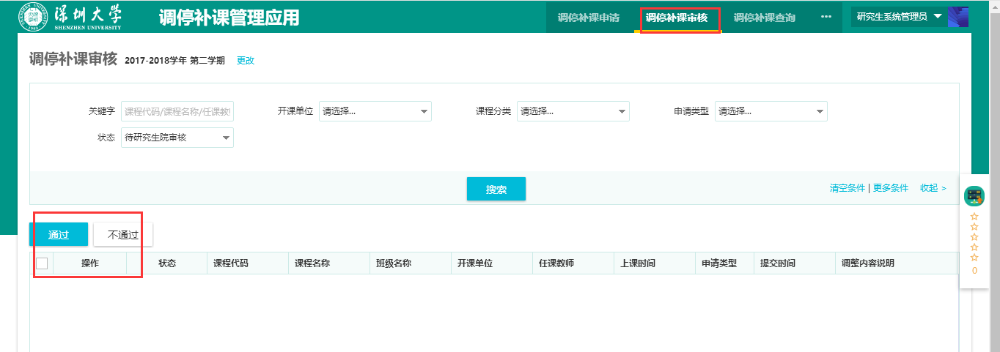 深圳大学
SHENZHEN UNIVERSITY
调停补课管理应用
调停补课申请 调停补课审核 调停补课查询 ··· 研究生系统管理员
调停补课审核 2017-2018学年 第二学期 更改
关键字 课程代码/课程名称/任课教 开课单位 请选择... 课程分类 请选择... 申请类型 请选择...
状态 待研究生院审核
搜索 清空条件 | 更多条件 收起 >
通过 不通过
操作 状态 课程代码 课程名称 班级名称 开课单位 任课教师 上课时间 申请类型 提交时间 调整内容说明
0